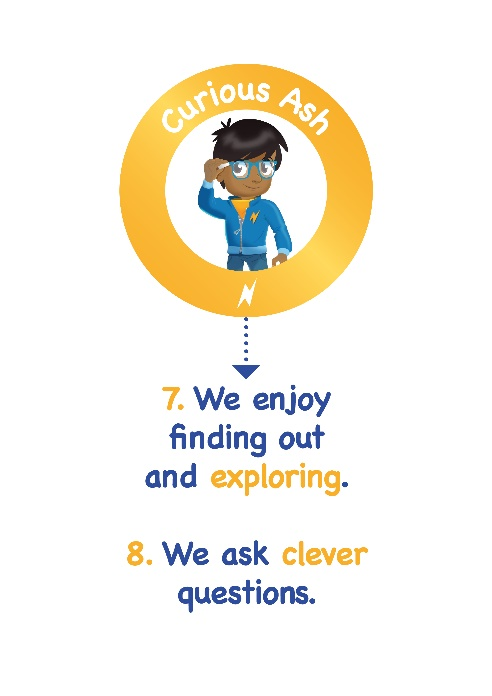 Curious Ash
7. We enjoy
finding out
and exploring.
8. We ask clever
questions.